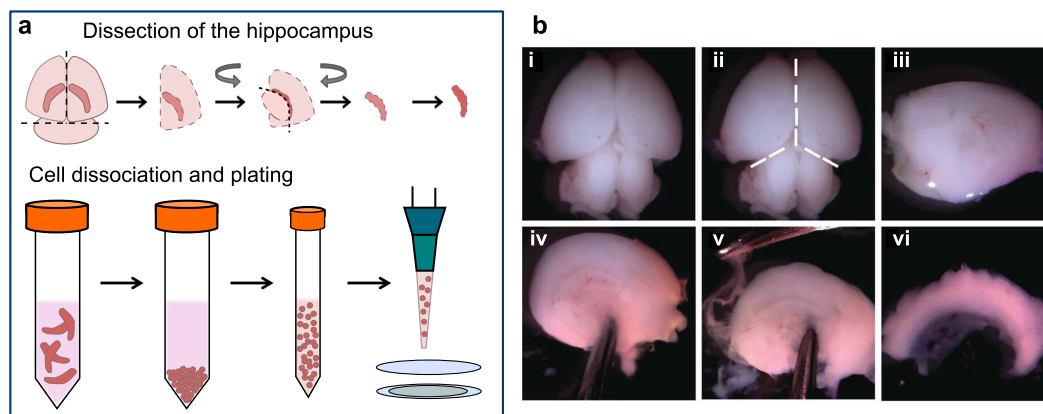 a
Dissection of the hippocampus
Cell dissociation and plating
b
i
ii
iii
iv
v
vi